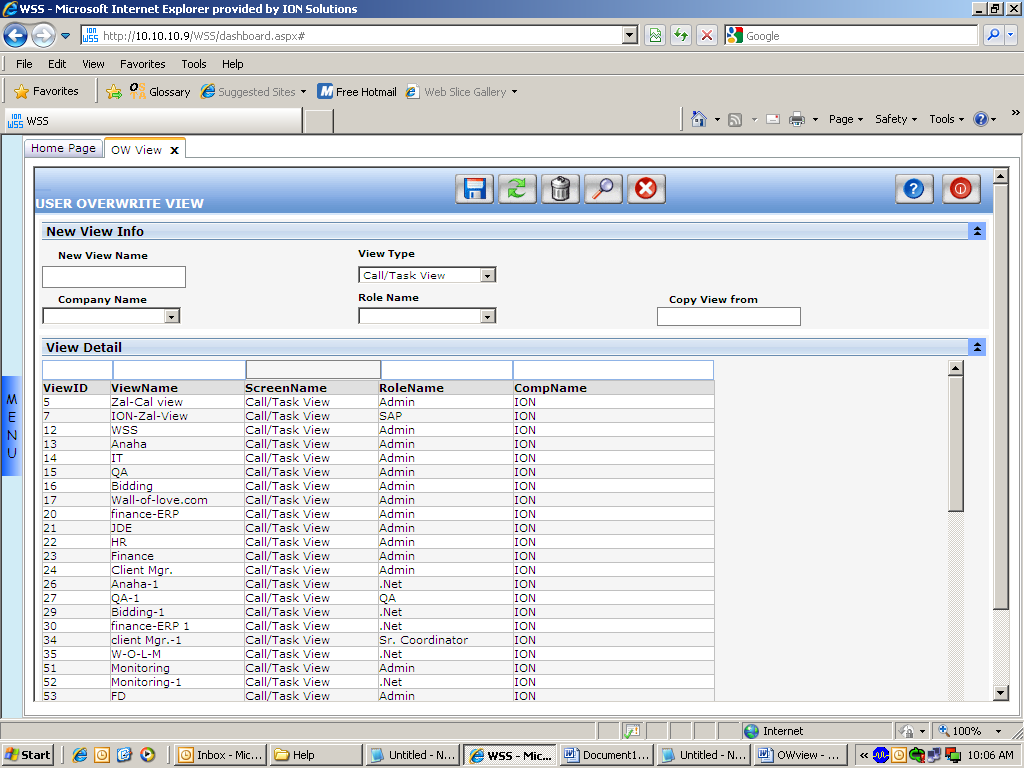 WSS - Microsoft Internet Explorer provided by ION Solutions
ION WSS http://10.10.10.9/WSS/dashboard.aspx# Google
File Edit View Favorites Tools Help
Favorites Glossary Suggested Sites Free Hotmail Web Slice Gallery
ION WSS WSS Page Safety Tools »
Home Page OW View X
USER OVERWRITE VIEW
New View Info
New View Name View Type
Call/Task View
Company Name Role Name Copy View from
View Detail
ViewID ViewName ScreenName RoleName CompName
5 Zal-Cal view Call/Task View Admin ION
7 ION-Zal-View Call/Task View SAP ION
12 WSS Call/Task View Admin ION
13 Anaha Call/Task View Admin ION
14 IT Call/Task View Admin ION
15 QA Call/Task View Admin ION
16 Bidding Call/Task View Admin ION
17 Wall-of-love.com Call/Task View Admin ION
20 finance-ERP Call/Task View Admin ION
21 JDE Call/Task View Admin ION
22 HR Call/Task View Admin ION
23 Finance Call/Task View Admin ION
24 Client Mgr. Call/Task View Admin ION
26 Anaha-1 Call/Task View .Net ION
27 QA-1 Call/Task View QA ION
29 Bidding-1 Call/Task View .Net ION
30 finance-ERP 1 Call/Task View .Net ION
34 client Mgr.-1 Call/Task View Sr. Coordinator ION
35 W-O-L-M Call/Task View .Net ION
51 Monitoring Call/Task View Admin ION
52 Monitoring-1 Call/Task View .Net ION
53 FD Call/Task View Admin ION
MENU
Internet 100%
Start Inbox - Mic... Help Untitled - N... WSS - Mic... Document1... Untitled - N... OWview - ... « 10:06 AM